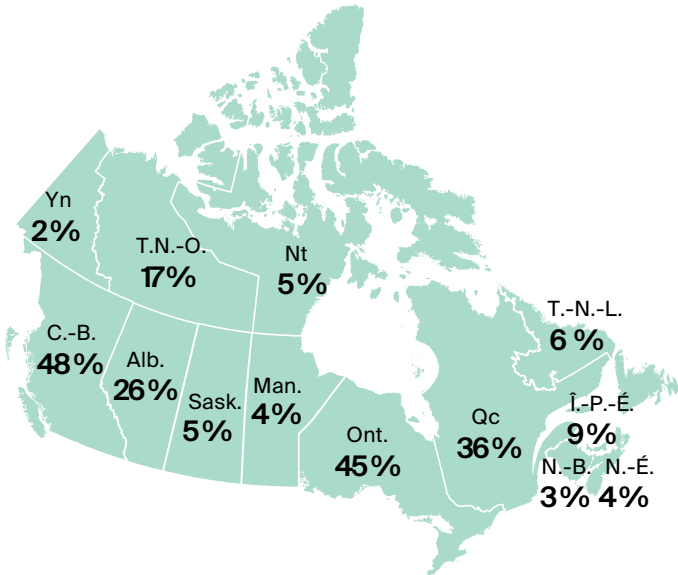 Yn
2%
T.N.-O.
17%
Nt
5%
C.-B.
48%
Alb.
26%
Sask.
5%
Man.
4%
Ont.
45%
Qc
36%
T.-N.-L.
6 %
Î.-P.-É.
9%
N.-B.
3%
N.-É.
4%